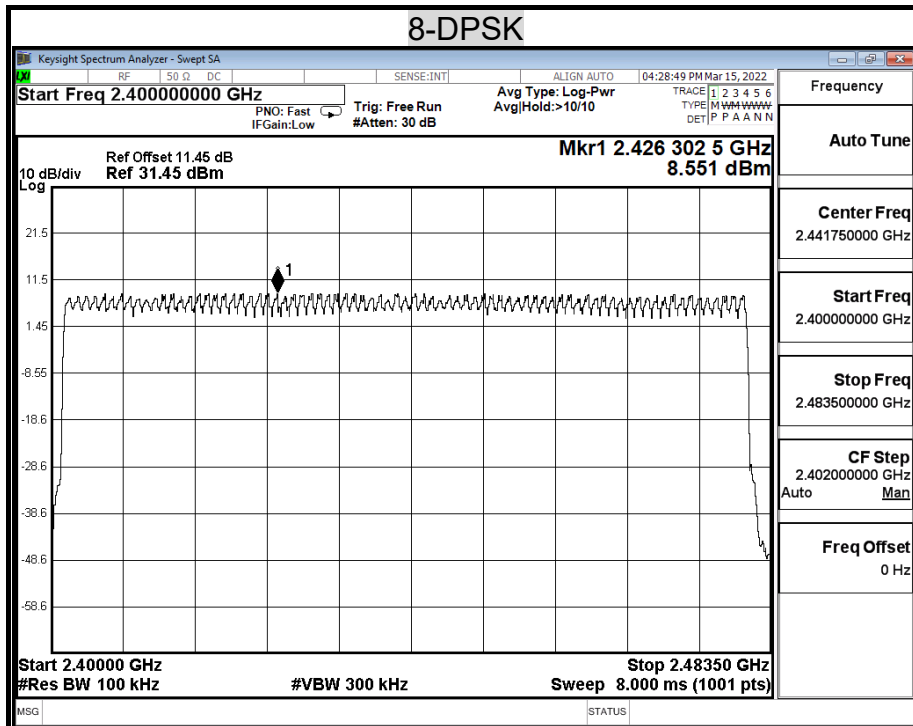 8-DPSK
Keysight Spectrum Analyzer - Swept SA
LXI RF 50 Ω DC SENSE:INT ALIGN AUTO 04:28:49 PM Mar 15, 2022
Start Freq 2.400000000 GHz
PNO: Fast
IFGain:Low
Trig: Free Run
#Atten: 30 dB
Avg Type: Log-Pwr
Avg|Hold:>10/10
TRACE 1 2 3 4 5 6
TYPE M WM WWWW
DET P P A A N N
Ref Offset 11.45 dB
10 dB/div Ref 31.45 dBm
Log
Mkr1 2.426 302 5 GHz
8.551 dBm
1
21.5
11.5
1.45
-8.55
-18.6
-28.6
-38.6
-48.6
-58.6
Start 2.40000 GHz Stop 2.48350 GHz
#Res BW 100 kHz #VBW 300 kHz Sweep 8.000 ms (1001 pts)
MSG STATUS
Frequency
Auto Tune
Center Freq
2.441750000 GHz
Start Freq
2.400000000 GHz
Stop Freq
2.483500000 GHz
CF Step
2.402000000 GHz
Auto Man
Freq Offset
0 Hz